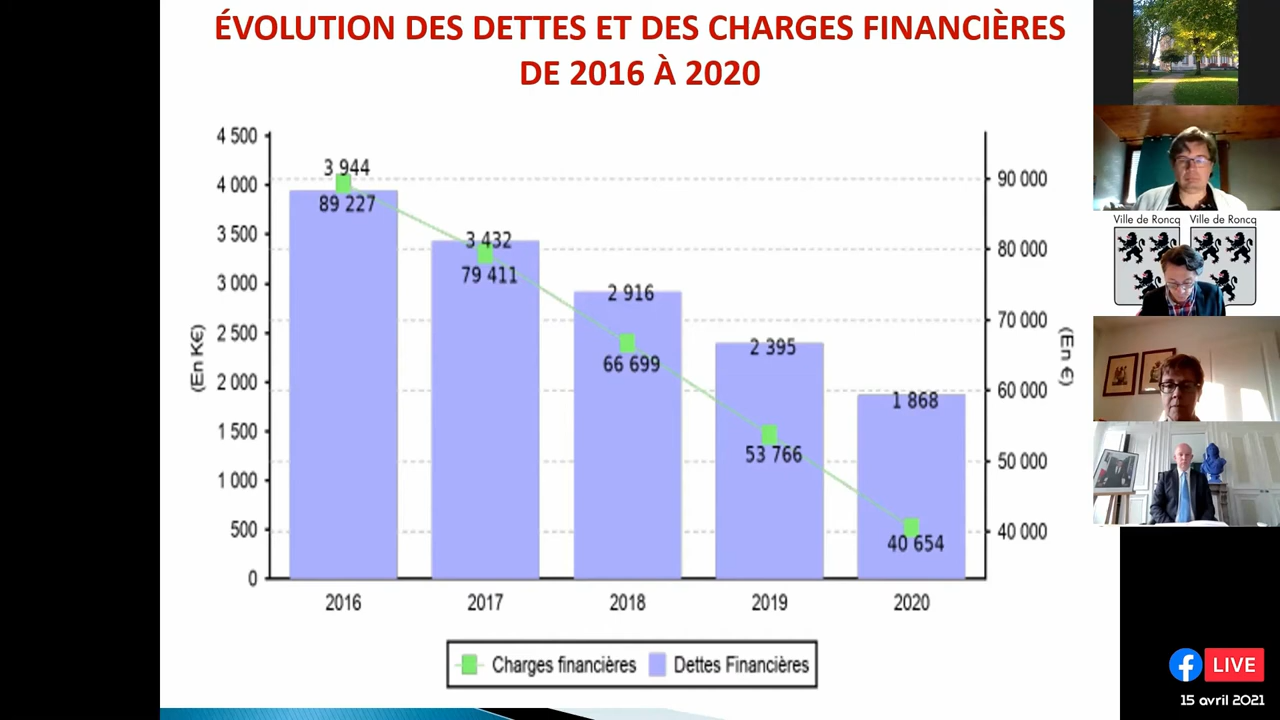 ÉVOLUTION DES DETTES ET DES CHARGES FINANCIÈRES
DE 2016 À 2020
4 500
4 000
3 500
3 000
2 500
2 000
1 500
1 000
500
0
(En K€)
3 944
89 227
3 432
79 411
2 916
66 699
2 395
53 766
1 868
40 654
90 000
80 000
70 000
60 000
50 000
40 000
(En €)
2016 2017 2018 2019 2020
Charges financières Dettes Financières
Ville de Roncq Ville de Roncq
LIVE
15 avril 2021